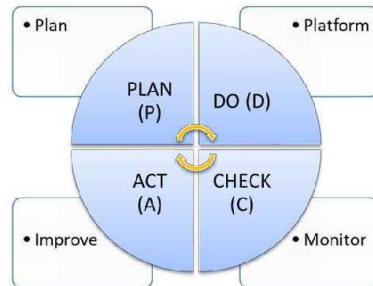 • Plan
• Platform
PLAN
(P)
DO (D)
ACT
(A)
CHECK
(C)
• Improve
• Monitor